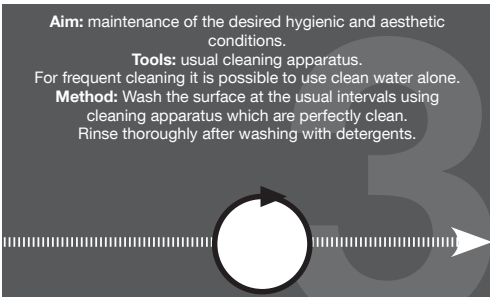 Aim: maintenance of the desired hygienic and aesthetic
conditions.
Tools: usual cleaning apparatus.
For frequent cleaning it is possible to use clean water alone.
Method: Wash the surface at the usual intervals using
cleaning apparatus which are perfectly clean.
Rinse thoroughly after washing with detergents.
3